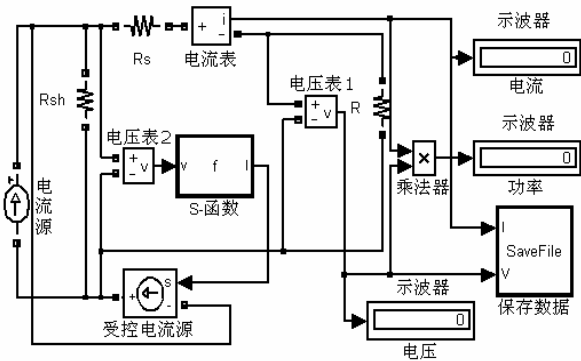 示波器
0
电流
Rs
+
i
-
电流表
Rsh
电压表1
+
-
v
R
示波器
0
功率
×
乘法器
电压表2
+
-
v
v
f
I
S-函数
电流源
I
SaveFile
V
保存数据
+
s
-
受控电流源
示波器
0
电压